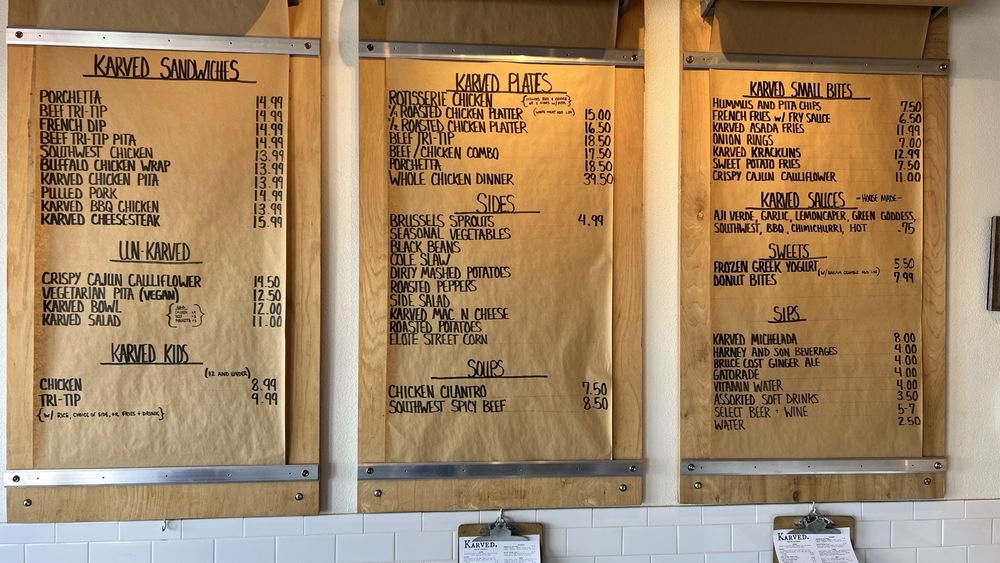 KARVED SANDWICHES
PORCHETTA 14.99
BEEF TRI-TIP 14.99
FRENCH DIP 14.99
BEEF TRI-TIP PITA 14.99
SOUTHWEST CHICKEN 13.99
BUFFALO CHICKEN WRAP 13.99
KARVED CHICKEN PITA 13.99
PULLED PORK 14.99
KARVED BBQ CHICKEN 13.99
KARVED CHEESESTEAK 15.99
UN-KARVED
CRISPY CAJUN CALLIFLOWER 14.50
VEGETARIAN PITA (VEGAN) 12.50
KARVED BOWL 12.00
KARVED SALAD 11.00
KARVED KIDS
(12 AND UNDER)
CHICKEN 8.99
TRI-TIP 9.99
{W/ RICE, CHOICE OF SIDE, OR FRIES + DRINK}
KARVED PLATES
ROTISSERIE CHICKEN
1/4 ROASTED CHICKEN PLATTER (WHITE MEAT ADD 1.00) 15.00
1/2 ROASTED CHICKEN PLATTER 16.50
BEEF TRI-TIP 18.50
BEEF/CHICKEN COMBO 17.50
PORCHETTA 18.50
WHOLE CHICKEN DINNER 39.50
SIDES
BRUSSELS SPROUTS 4.99
SEASONAL VEGETABLES
BLACK BEANS
COLE SLAW
DIRTY MASHED POTATOES
ROASTED PEPPERS
SIDE SALAD
KARVED MAC N CHEESE
ROASTED POTATOES
ELOTE STREET CORN
SOUPS
CHICKEN CILANTRO 7.50
SOUTHWEST SPICY BEEF 8.50
KARVED SMALL BITES
HUMMUS AND PITA CHIPS 7.50
FRENCH FRIES W/ FRY SAUCE 6.50
KARVED ASADA FRIES 11.99
ONION RINGS 7.00
KARVED KRACKLINS 12.99
SWEET POTATO FRIES 7.50
CRISPY CAJUN CAULIFLOWER 11.00
KARVED SAUCES -HOUSE MADE-
AJI VERDE, GARLIC, LEMONCAPER, GREEN GODDESS,
SOUTHWEST, BBQ, CHIMICHURRI, HOT .75
SWEETS
FROZEN GREEK YOGURT 5.50
DONUT BITES 7.99
SIPS
KARVED MICHELADA 8.00
HARNEY AND SON BEVERAGES 4.00
BRUCE COST GINGER ALE 4.00
GATORADE 4.00
VITAMIN WATER 4.00
ASSORTED SOFT DRINKS 3.50
SELECT BEER + WINE 5-7
WATER 2.50
KARVED.
KARVED.